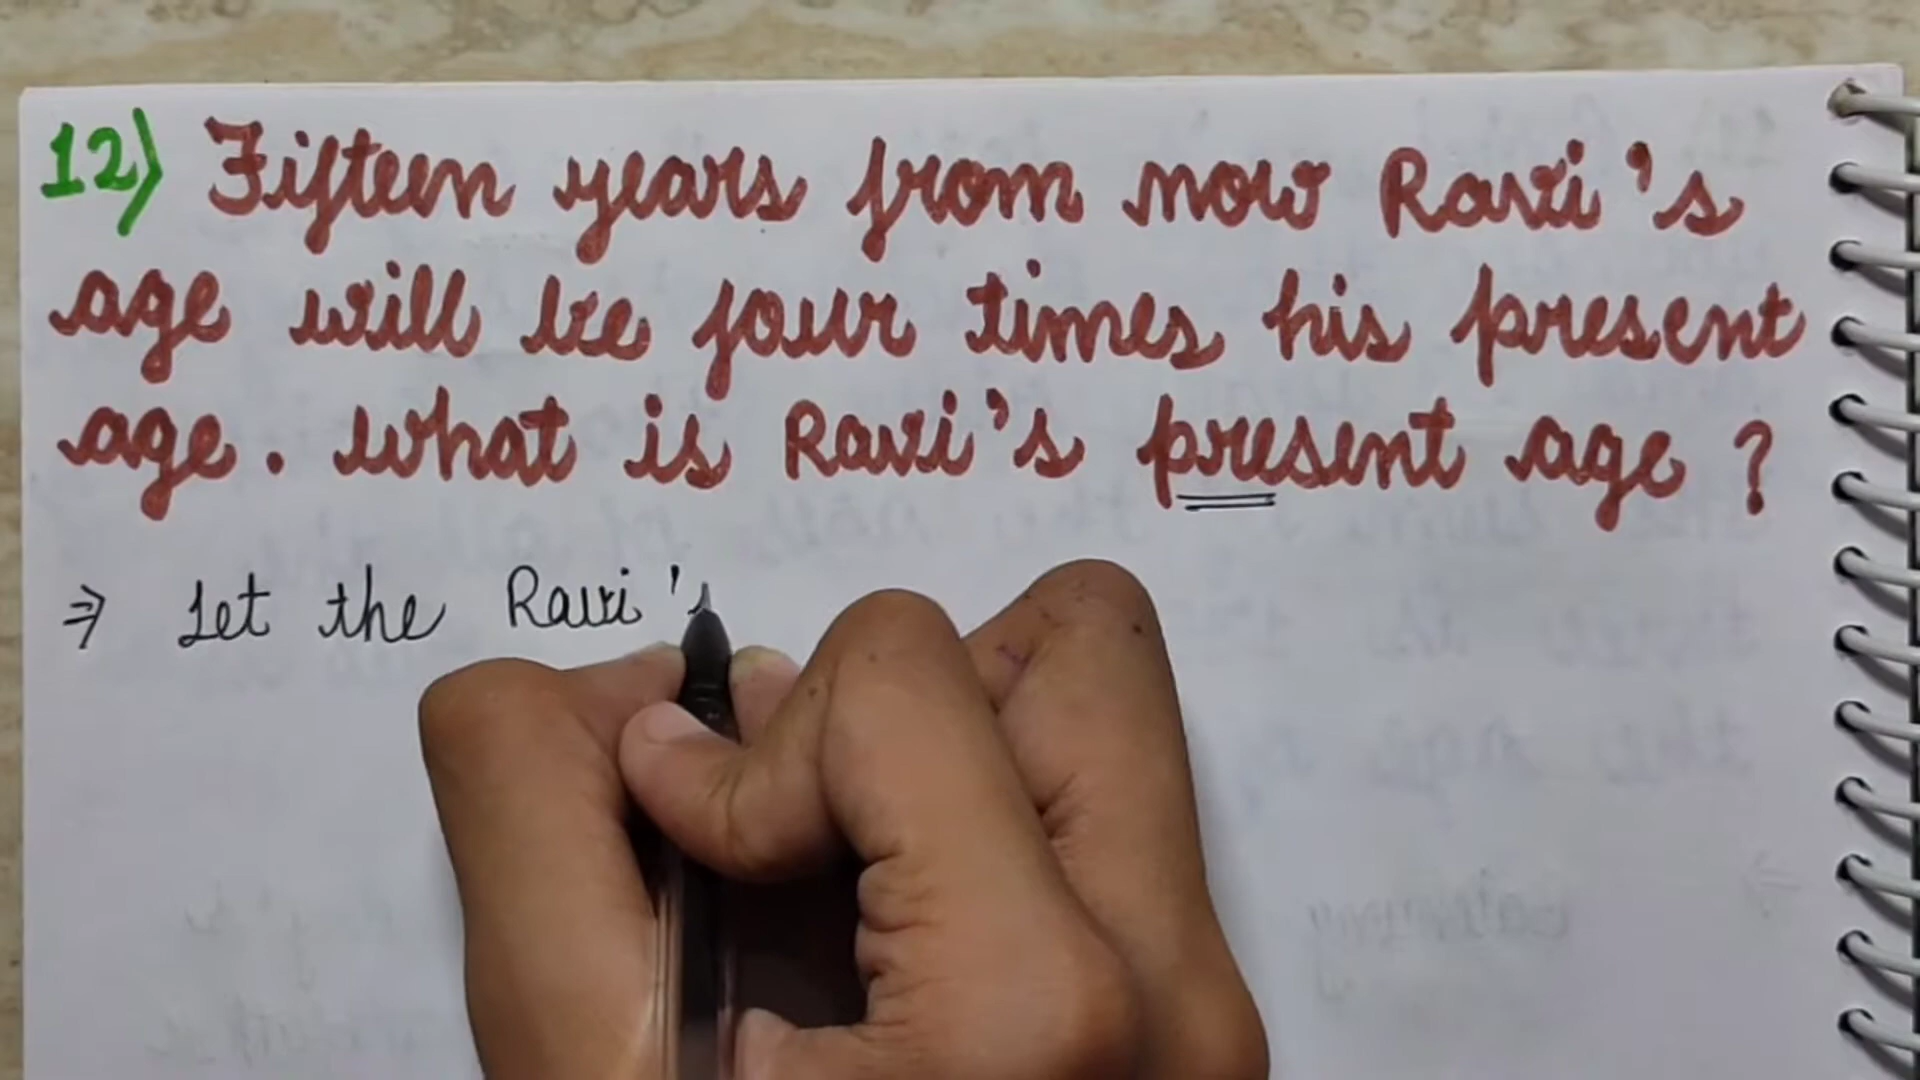 12) Fifteen years from now Ravi's
age will be four times his present
age. what is Ravi's present age ?
⇒ Let the Ravi's